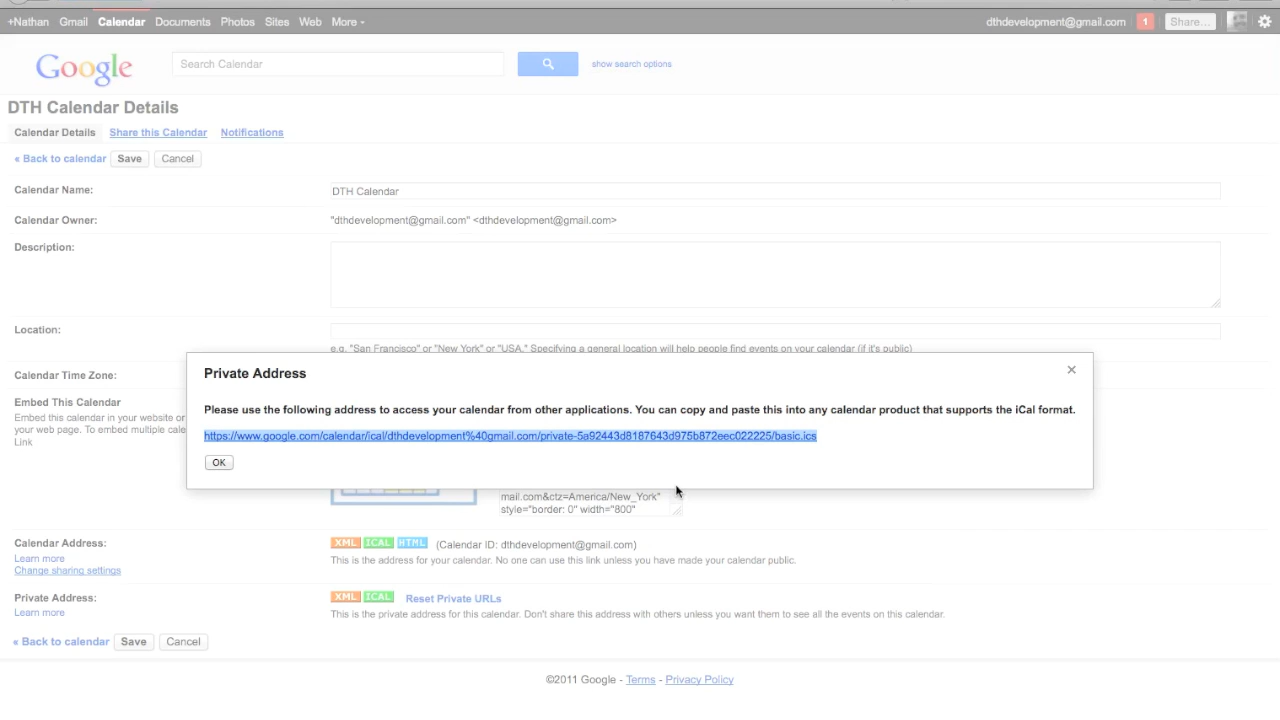 +Nathan Gmail Calendar Documents Photos Sites Web More
dthdevelopment@gmail.com 1 Share...
Google
Search Calendar
show search options
DTH Calendar Details
Calendar Details Share this Calendar Notifications
« Back to calendar Save Cancel
Calendar Name: DTH Calendar
Calendar Owner: "dthdevelopment@gmail.com" <dthdevelopment@gmail.com>
Description:
Location:
e.g. "San Francisco" or "New York" or "USA." Specifying a general location will help people find events on your calendar (if it's public)
Calendar Time Zone:
Embed This Calendar
Embed this calendar in your website or
your web page. To embed multiple cale
Link
Private Address
Please use the following address to access your calendar from other applications. You can copy and paste this into any calendar product that supports the iCal format.
https://www.google.com/calendar/ical/dthdevelopment%40gmail.com/private-5a92443d8187643d975b872eec022225/basic.ics
OK
mail.com&ctz=America/New_York"
style="border: 0" width="800"
Calendar Address: XML ICAL HTML (Calendar ID: dthdevelopment@gmail.com)
Learn more
This is the address for your calendar. No one can use this link unless you have made your calendar public.
Change sharing settings
Private Address: XML ICAL Reset Private URLs
Learn more
This is the private address for this calendar. Don't share this address with others unless you want them to see all the events on this calendar.
« Back to calendar Save Cancel
©2011 Google - Terms - Privacy Policy